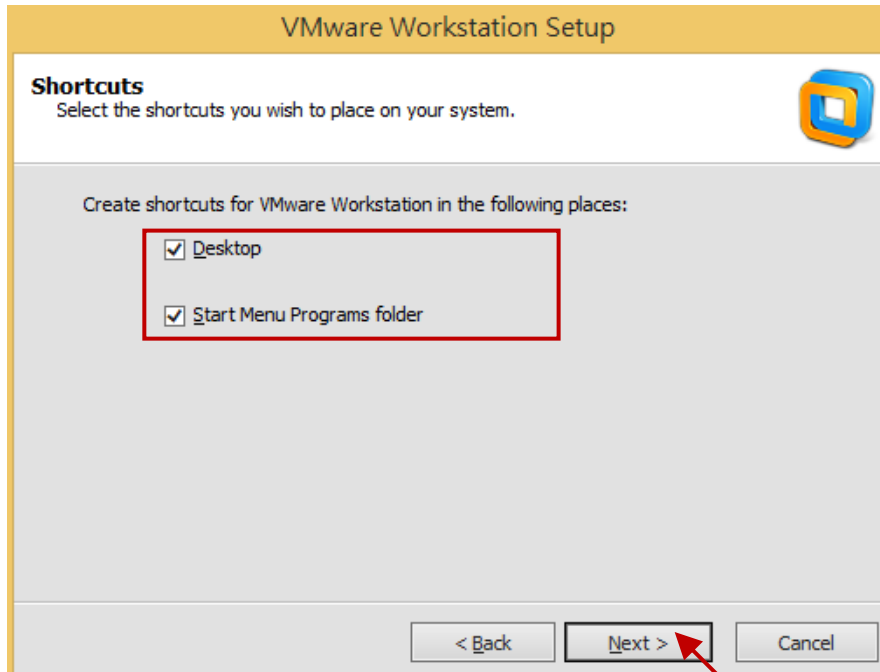 VMware Workstation Setup
Shortcuts
Select the shortcuts you wish to place on your system.
Create shortcuts for VMware Workstation in the following places:
Desktop
Start Menu Programs folder
< Back Next > Cancel